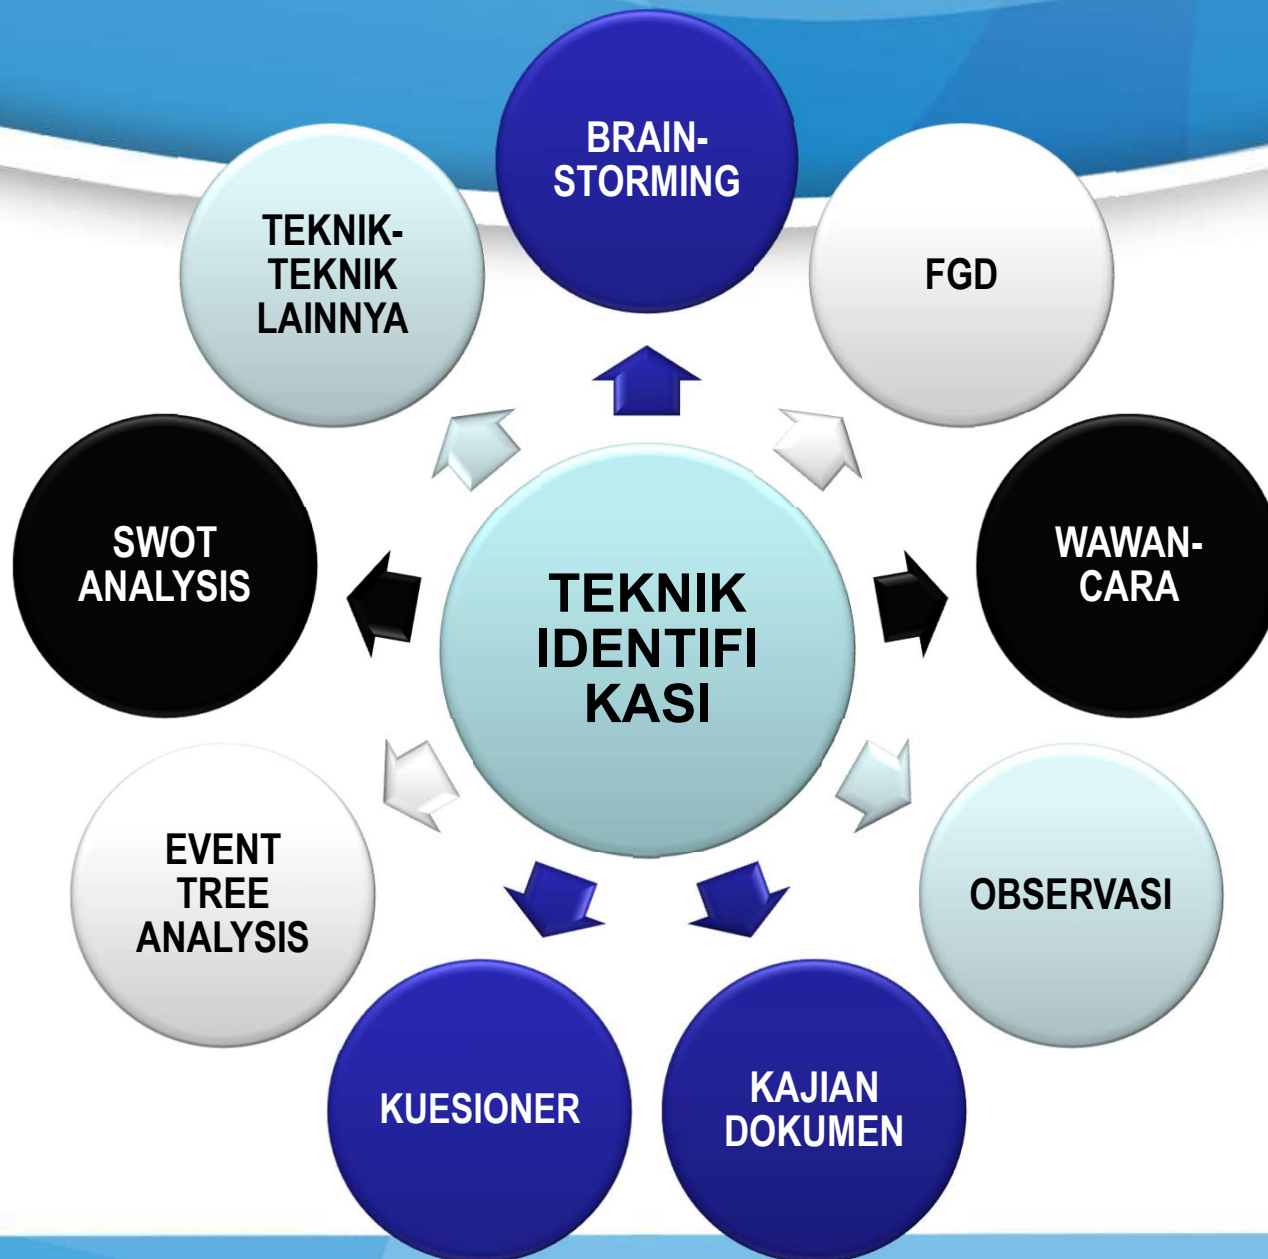 BRAIN-
STORMING
FGD
WAWAN-
CARA
OBSERVASI
KAJIAN
DOKUMEN
KUESIONER
EVENT
TREE
ANALYSIS
SWOT
ANALYSIS
TEKNIK-
TEKNIK
LAINNYA
TEKNIK
IDENTIFI
KASI